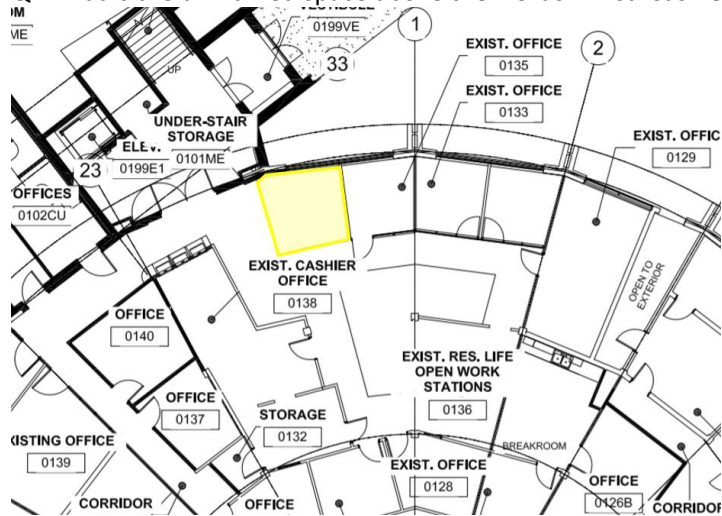 0199VE
33
1
EXIST. OFFICE
0135
2
EXIST. OFFICE
0133
UP
UNDER-STAIR
STORAGE
0101ME
ELEV.
0199E1
23
EXIST. OFFIC
0129
OFFICES
0102CU
EXIST. CASHIER
OFFICE
0138
OPEN TO
EXTERIOR
OFFICE
0140
EXIST. RES. LIFE
OPEN WORK
STATIONS
0136
OFFICE
0137
STORAGE
0132
XISTING OFFICE
0139
BREAKROOM
EXIST. OFFICE
0128
OFFICE
0126B
CORRIDOR
CORRIDOR
OFFICE